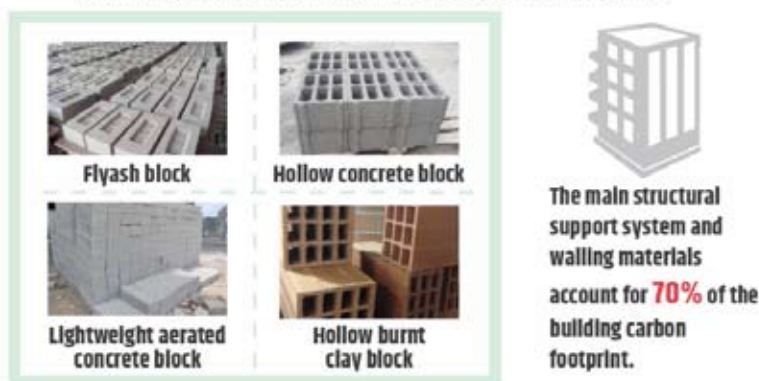 Flyash block
Hollow concrete block
Lightweight aerated
concrete block
Hollow burnt
clay block
The main structural
support system and
walling materials
account for 70% of the
building carbon
footprint.